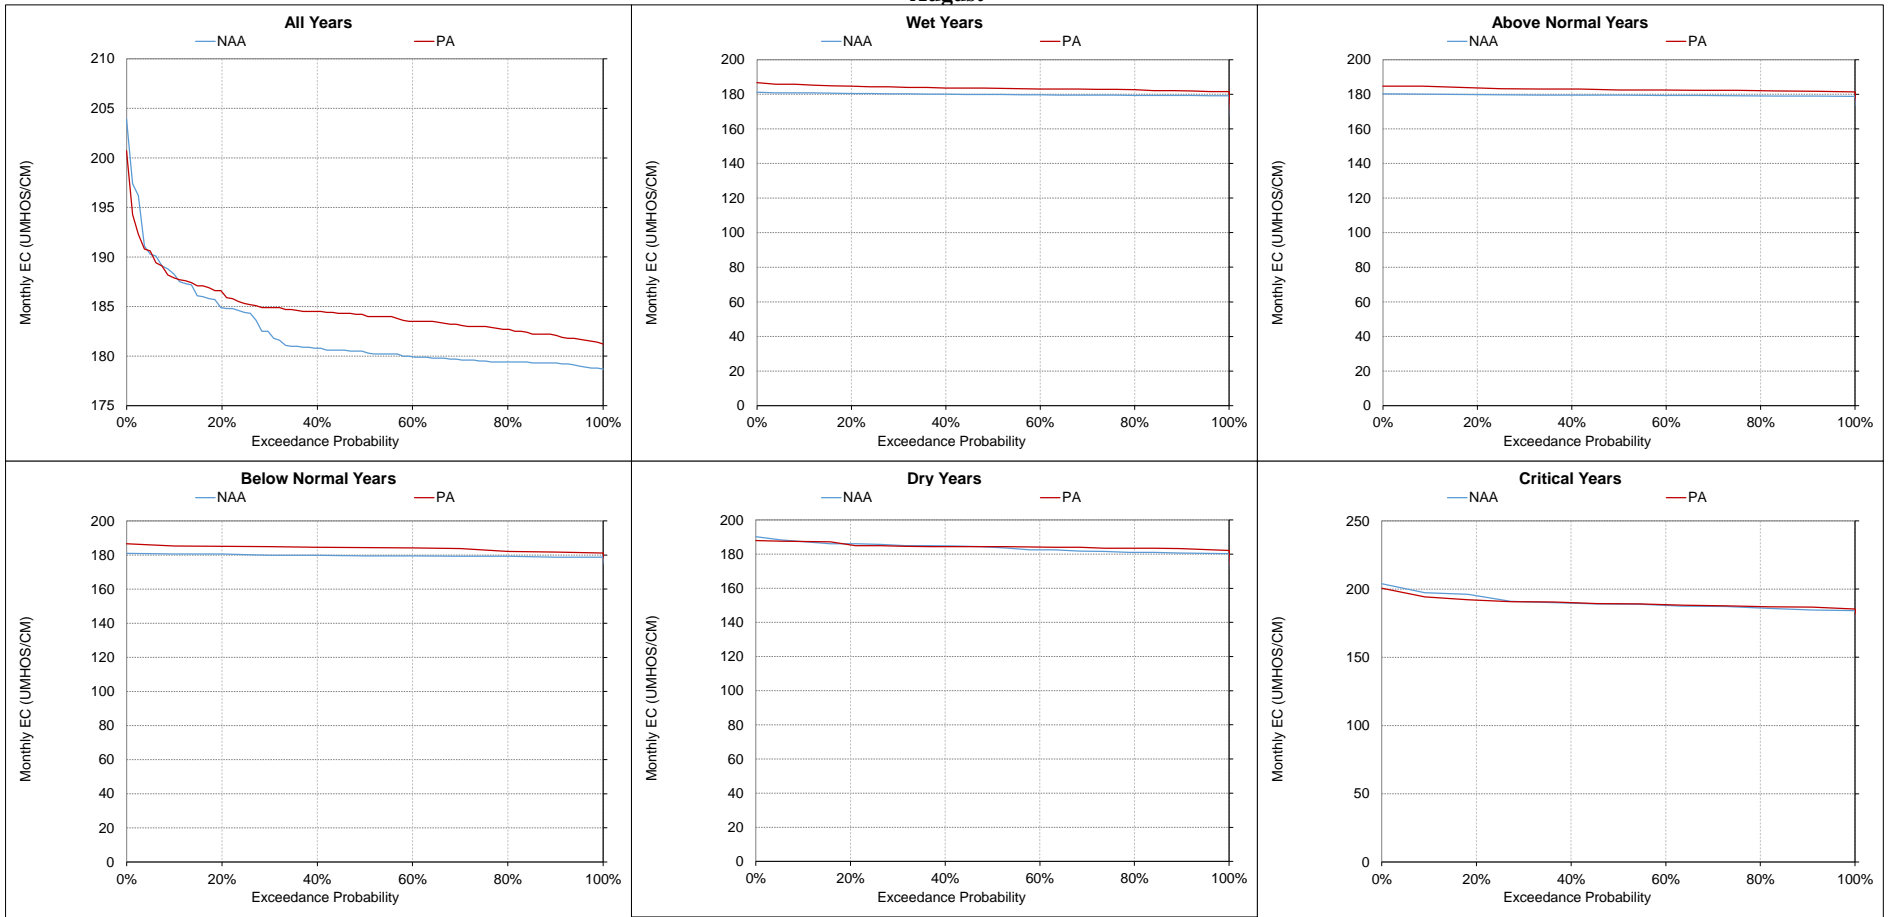 August
All Years
NAA PA
210
205
200
195
190
185
180
175
0% 20% 40% 60% 80% 100%
Monthly EC (UMHOS/CM)
Exceedance Probability
Wet Years
NAA PA
200
180
160
140
120
100
80
60
40
20
0
0% 20% 40% 60% 80% 100%
Monthly EC (UMHOS/CM)
Exceedance Probability
Above Normal Years
NAA PA
200
180
160
140
120
100
80
60
40
20
0
0% 20% 40% 60% 80% 100%
Monthly EC (UMHOS/CM)
Exceedance Probability
Below Normal Years
NAA PA
200
180
160
140
120
100
80
60
40
20
0
0% 20% 40% 60% 80% 100%
Monthly EC (UMHOS/CM)
Exceedance Probability
Dry Years
NAA PA
200
180
160
140
120
100
80
60
40
20
0
0% 20% 40% 60% 80% 100%
Monthly EC (UMHOS/CM)
Exceedance Probability
Critical Years
NAA PA
250
200
150
100
50
0
0% 20% 40% 60% 80% 100%
Monthly EC (UMHOS/CM)
Exceedance Probability